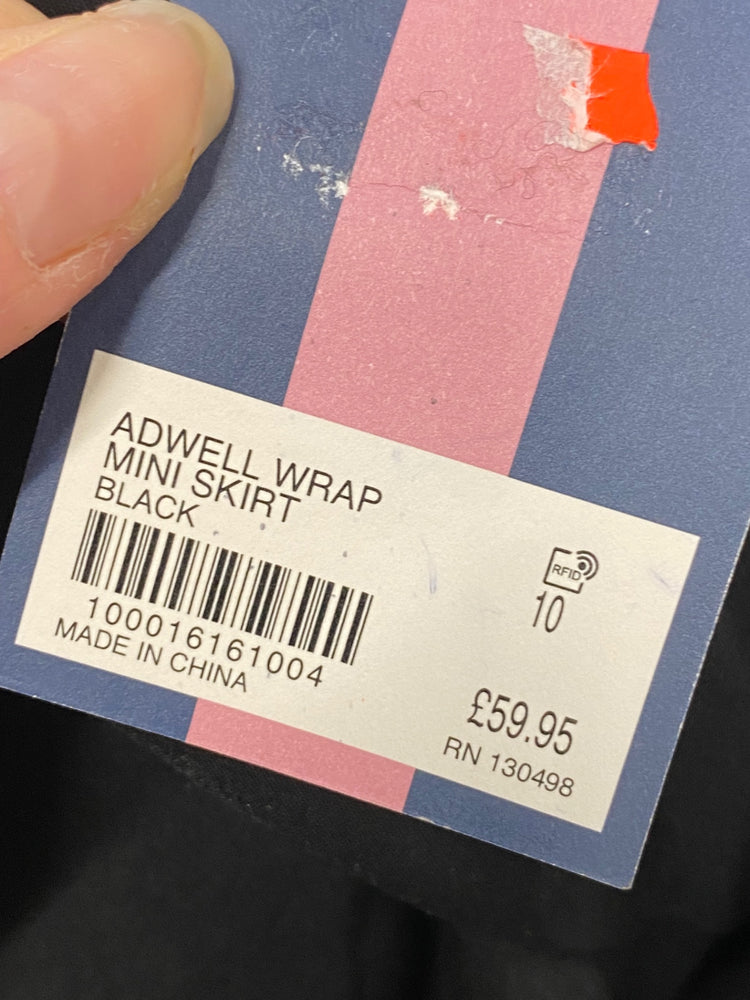 ADWELL WRAP
MINI SKIRT
BLACK
100016161004
MADE IN CHINA
RFID
10
£59.95
RN 130498